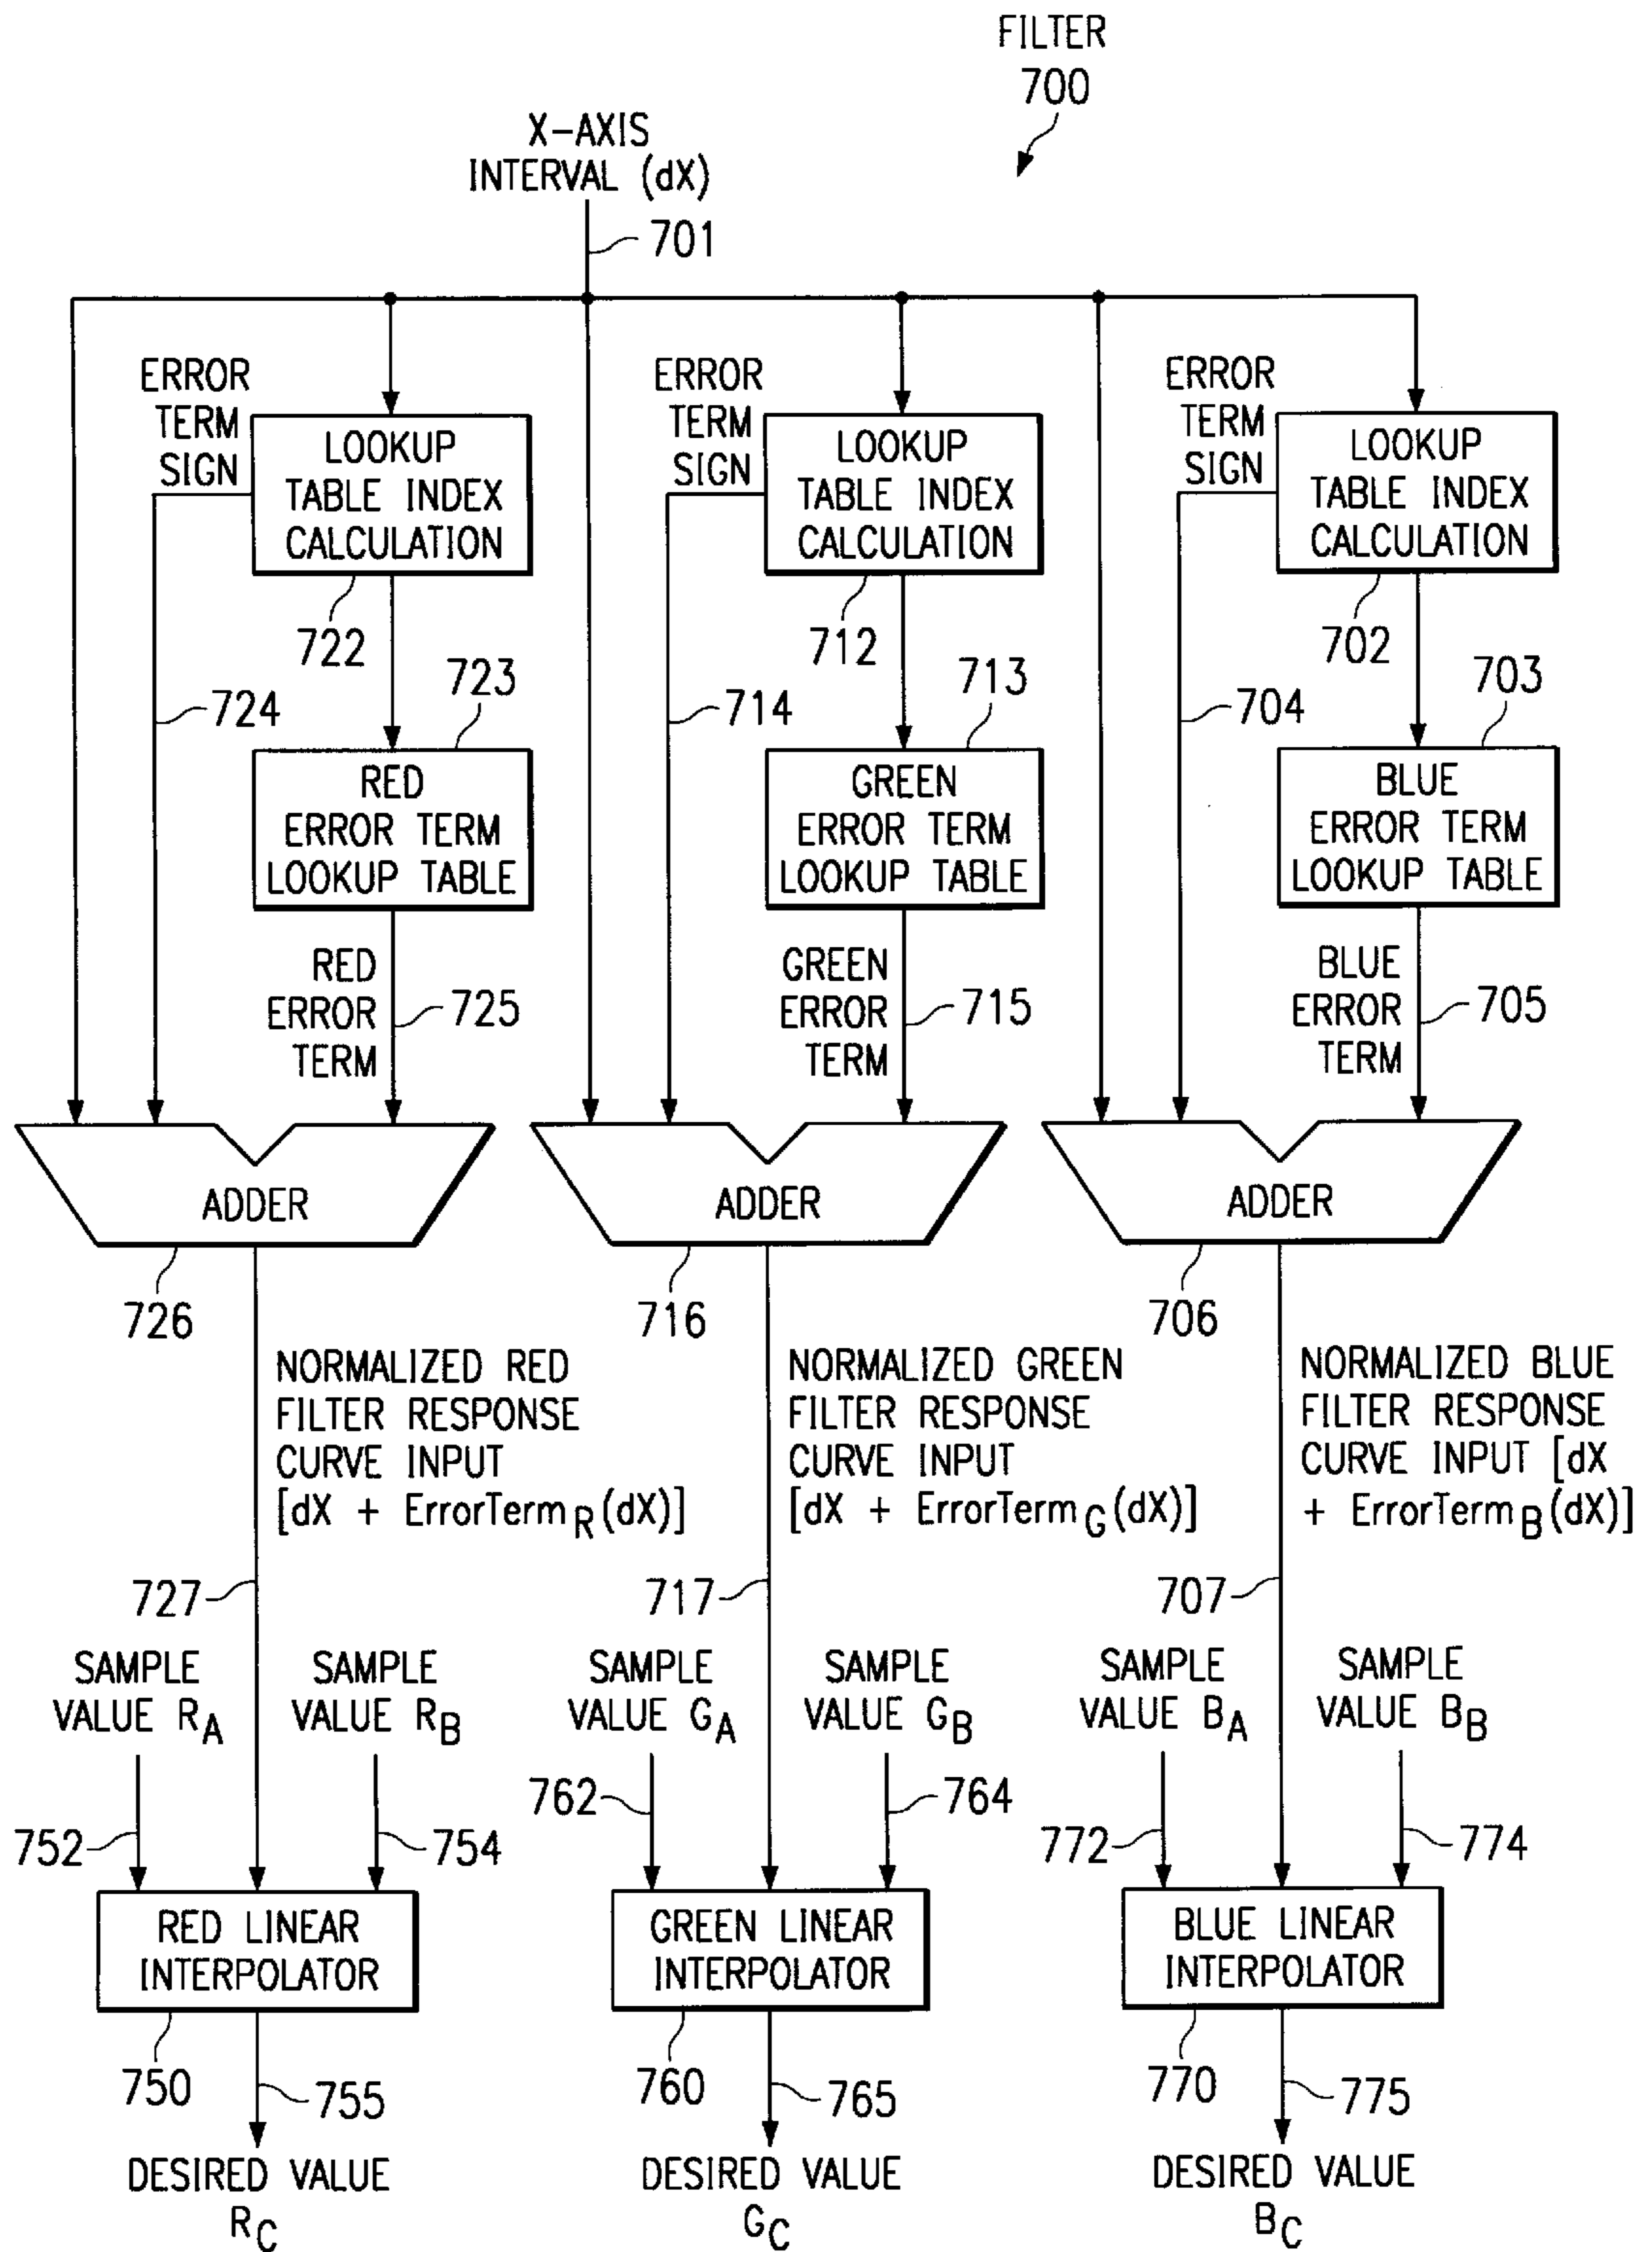 FILTER
700
X-AXIS
INTERVAL (dX)
701
ERROR
TERM
SIGN
LOOKUP
TABLE INDEX
CALCULATION
722
724
723
RED
ERROR TERM
LOOKUP TABLE
RED
ERROR
TERM
725
ADDER
726
NORMALIZED RED
FILTER RESPONSE
CURVE INPUT
[dX + ErrorTermR(dX)]
727
SAMPLE
VALUE RA
SAMPLE
VALUE RB
752
754
RED LINEAR
INTERPOLATOR
750
755
DESIRED VALUE
RC
ERROR
TERM
SIGN
LOOKUP
TABLE INDEX
CALCULATION
712
714
713
GREEN
ERROR TERM
LOOKUP TABLE
GREEN
ERROR
TERM
715
ADDER
716
NORMALIZED GREEN
FILTER RESPONSE
CURVE INPUT
[dX + ErrorTermG(dX)]
717
SAMPLE
VALUE GA
SAMPLE
VALUE GB
762
764
GREEN LINEAR
INTERPOLATOR
760
765
DESIRED VALUE
GC
ERROR
TERM
SIGN
LOOKUP
TABLE INDEX
CALCULATION
702
704
703
BLUE
ERROR TERM
LOOKUP TABLE
BLUE
ERROR
TERM
705
ADDER
706
NORMALIZED BLUE
FILTER RESPONSE
CURVE INPUT [dX
+ ErrorTermB(dX)]
707
SAMPLE
VALUE BA
SAMPLE
VALUE BB
772
774
BLUE LINEAR
INTERPOLATOR
770
775
DESIRED VALUE
BC